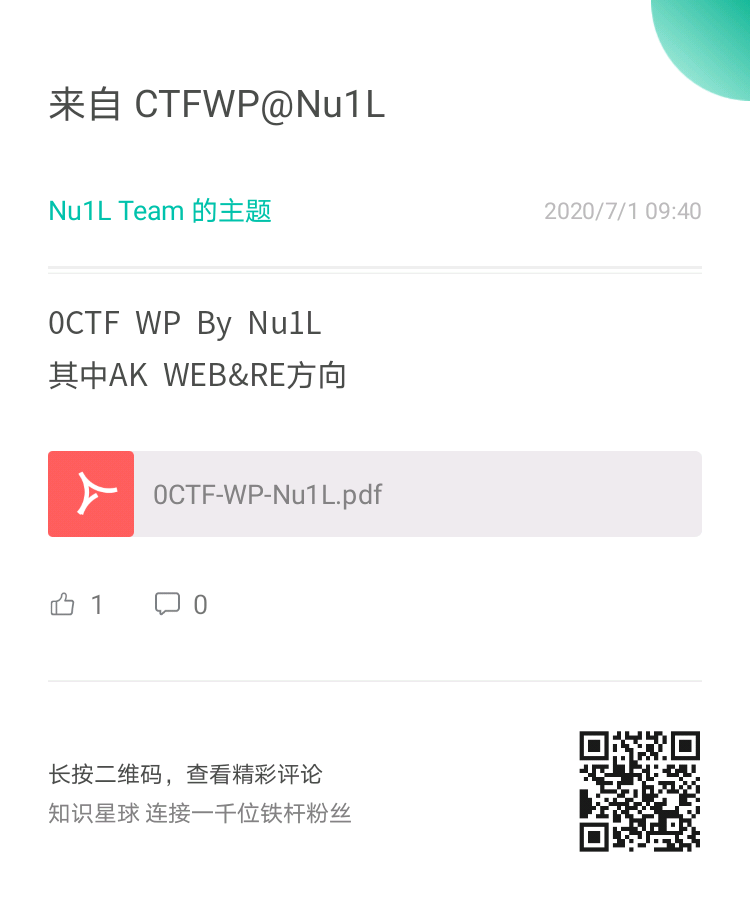 来自 CTFWP@Nu1L
Nu1L Team 的主题
2020/7/1 09:40
0CTF WP By Nu1L
其中AK WEB&RE方向
0CTF-WP-Nu1L.pdf
1
0
长按二维码，查看精彩评论
知识星球 连接一千位铁杆粉丝